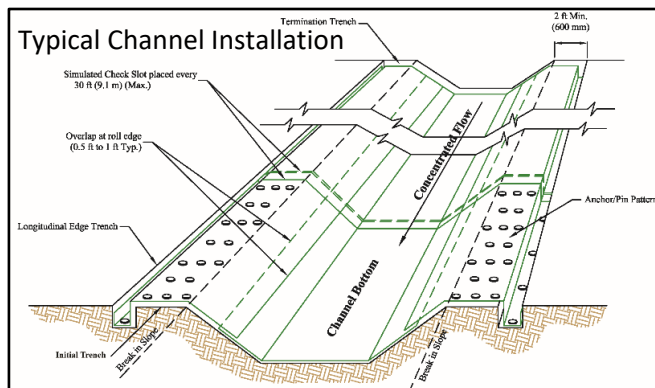 Typical Channel Installation
Termination Trench
2 ft Min.
(600 mm)
Simulated Check Slot placed every
30 ft (9.1 m) (Max.)
Overlap at roll edge
(0.5 ft to 1 ft Typ.)
Concentrated Flow
Longitudinal Edge Trench
Anchor/Pin Pattern
Channel Bottom
Initial Trench
Break in Slope
Break in Slope